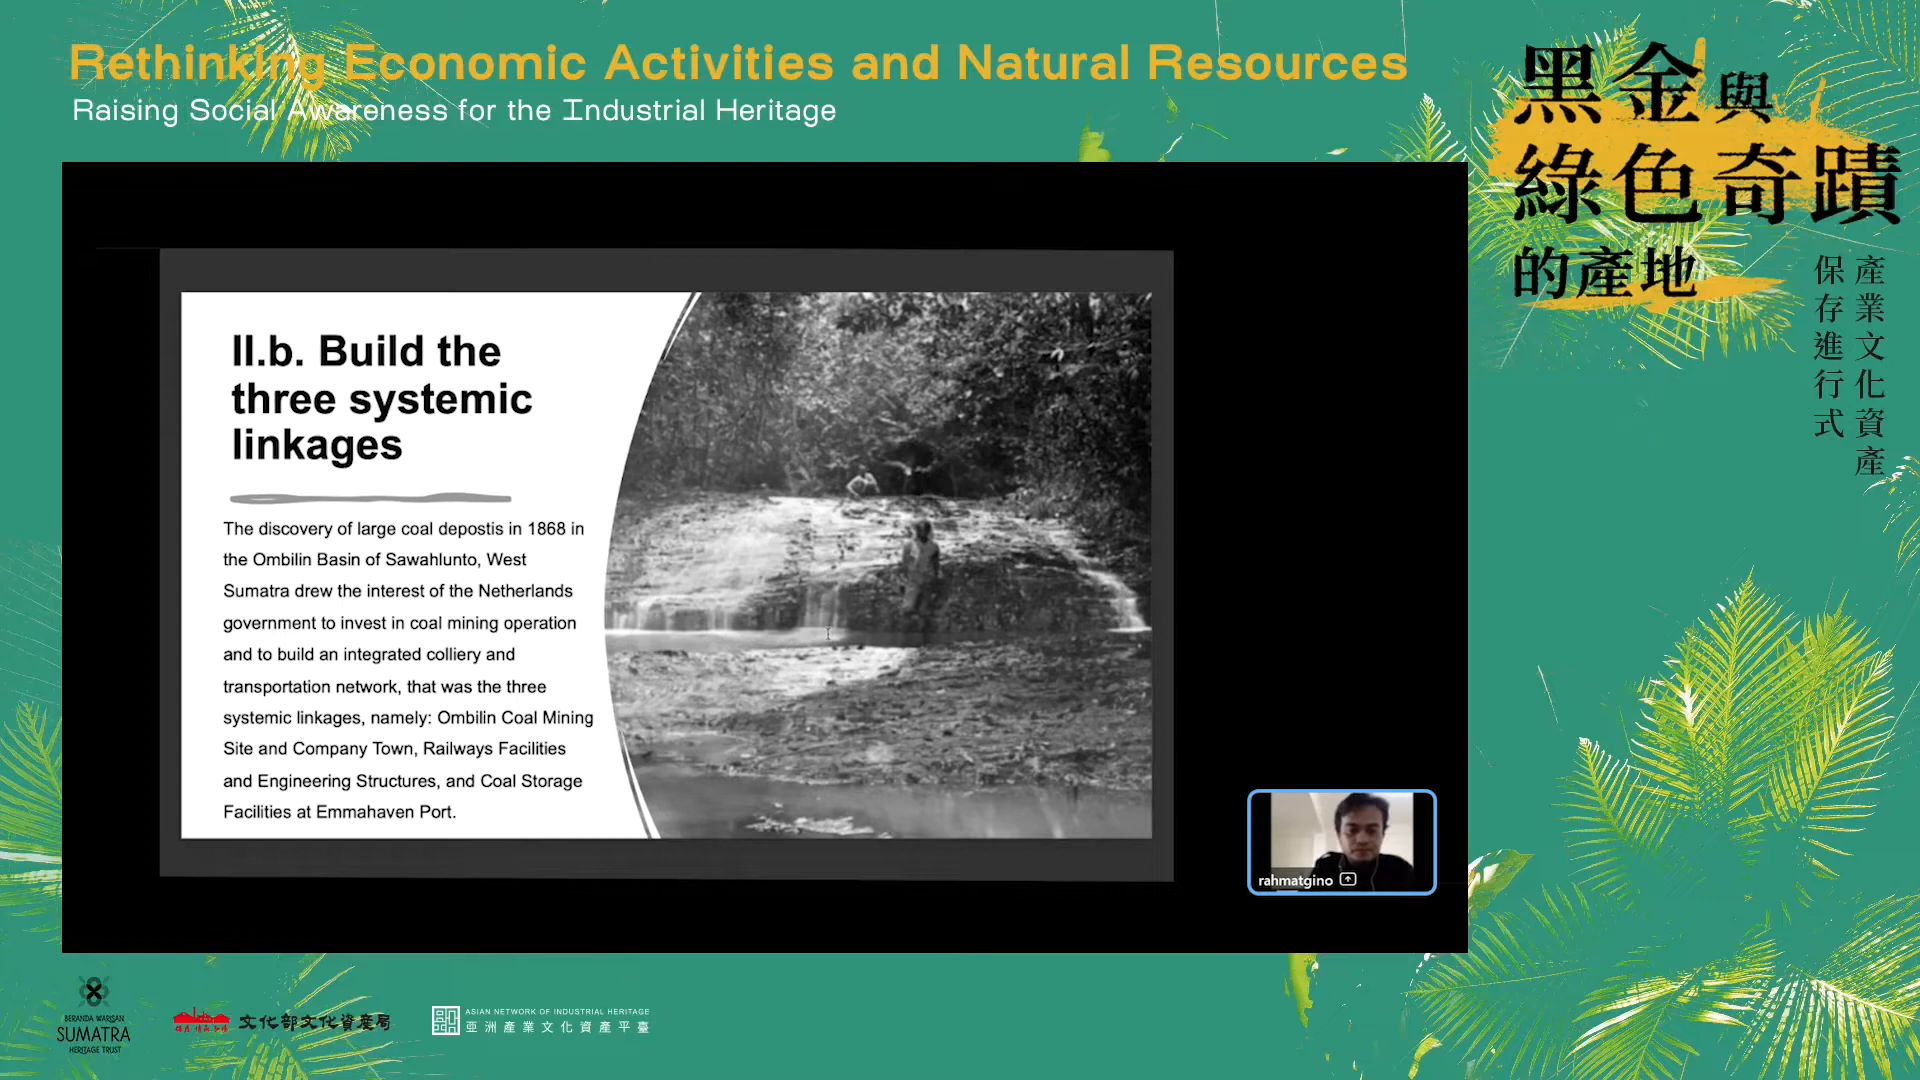 Rethinking Economic Activities and Natural Resources
Raising Social Awareness for the Industrial Heritage
黑金與
綠色奇蹟
的產地
產業文化資產
保存進行式
II.b. Build the
three systemic
linkages
The discovery of large coal depostis in 1868 in
the Ombilin Basin of Sawahlunto, West
Sumatra drew the interest of the Netherlands
government to invest in coal mining operation
and to build an integrated colliery and
transportation network, that was the three
systemic linkages, namely: Ombilin Coal Mining
Site and Company Town, Railways Facilities
and Engineering Structures, and Coal Storage
Facilities at Emmahaven Port.
rahmatgino
BERANDA WARISAN
SUMATRA
HERITAGE TRUST
文化部文化資產局
ASIAN NETWORK OF INDUSTRIAL HERITAGE
亞洲產業文化資產平臺